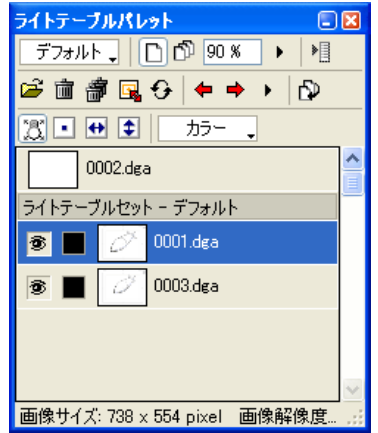 ライトテーブルパレット
デフォルト 90 %
カラー
0002.dga
ライトテーブルセット - デフォルト
0001.dga
0003.dga
画像サイズ: 738 x 554 pixel 画像解像度...